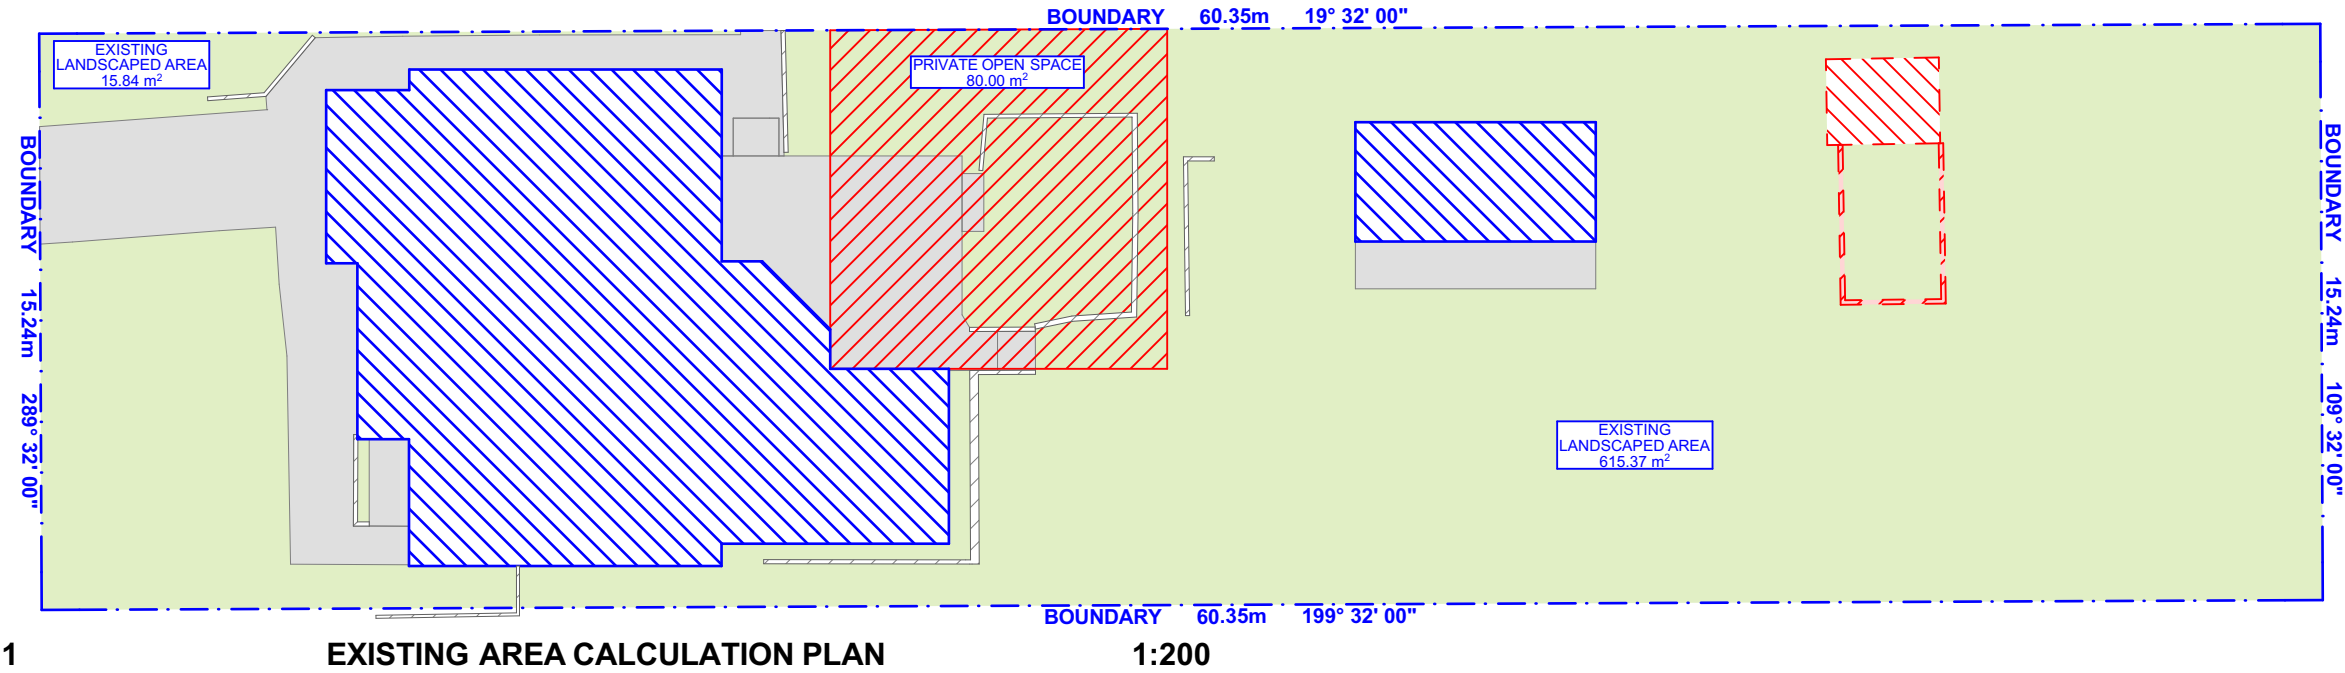 BOUNDARY 60.35m 19° 32' 00"
EXISTING
LANDSCAPED AREA
15.84 m²
PRIVATE OPEN SPACE
80.00 m²
BOUNDARY 15.24m 289° 32' 00"
BOUNDARY 15.24m 109° 32' 00"
EXISTING
LANDSCAPED AREA
615.37 m²
BOUNDARY 60.35m 199° 32' 00"
1 EXISTING AREA CALCULATION PLAN 1:200